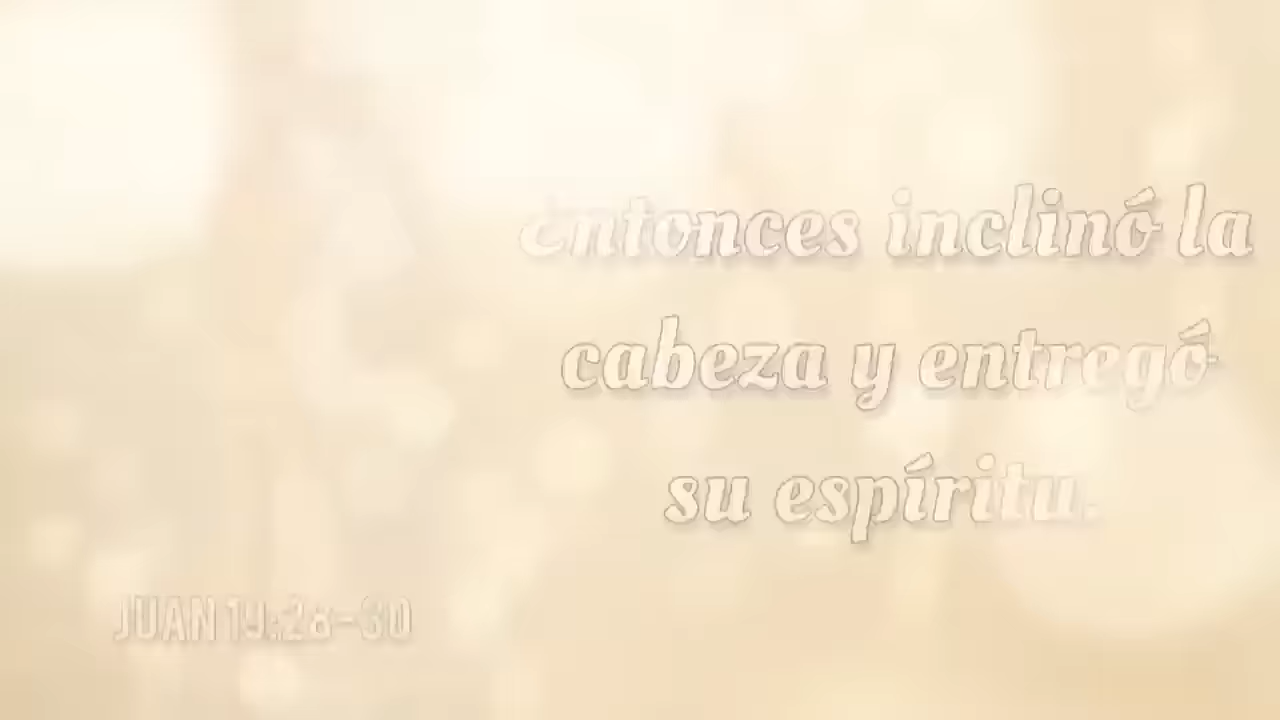 entonces inclinó la
cabeza y entregó
su espíritu.
JUAN 19:28-30